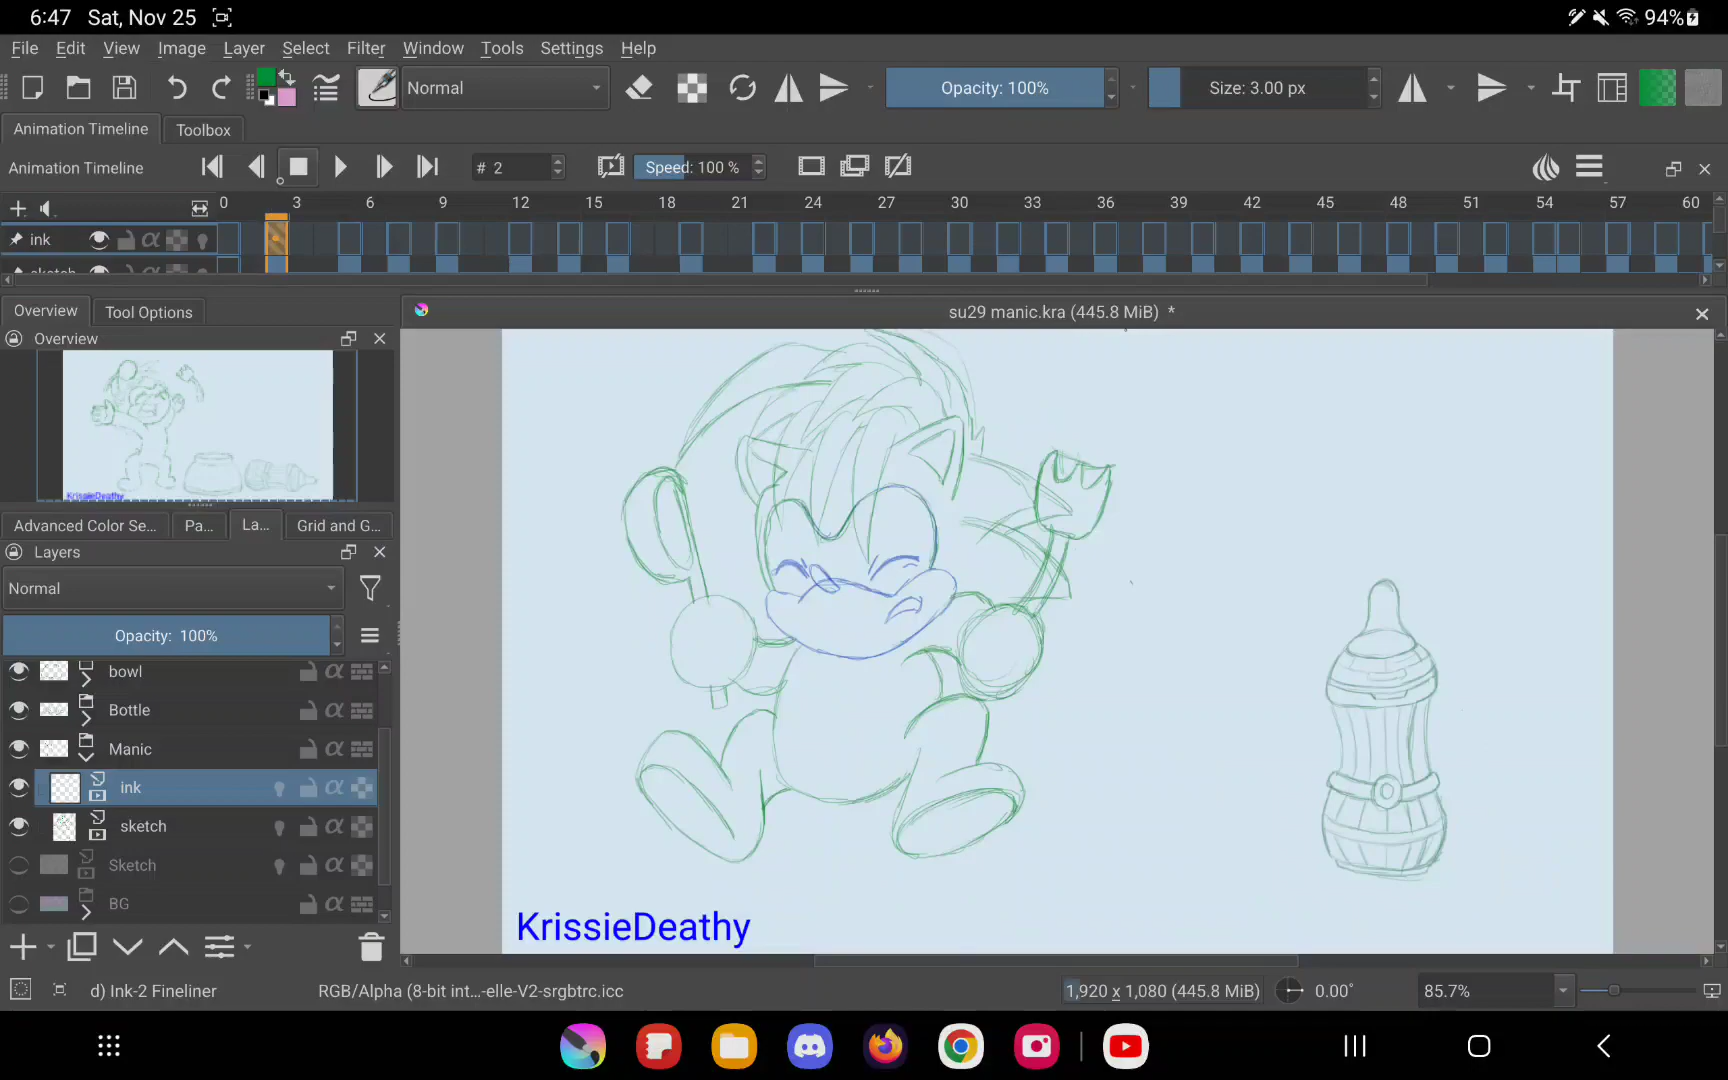 6:47 Sat, Nov 25 94%
File Edit View Image Layer Select Filter Window Tools Settings Help
Normal Opacity: 100% Size: 3.00 px
Animation Timeline Toolbox
Animation Timeline # 2 Speed: 100 %
0 3 6 9 12 15 18 21 24 27 30 33 36 39 42 45 48 51 54 57 60
ink
sketch
Overview Tool Options
su29 manic.kra (445.8 MiB) *
Overview
KrissieDeathy
Advanced Color Se... Pa... La... Grid and G...
Layers
Normal
Opacity: 100%
bowl
Bottle
Manic
ink
sketch
Sketch
BG
KrissieDeathy
d) Ink-2 Fineliner RGB/Alpha (8-bit int...-elle-V2-srgbtrc.icc 1,920 x 1,080 (445.8 MiB) 0.00° 85.7%